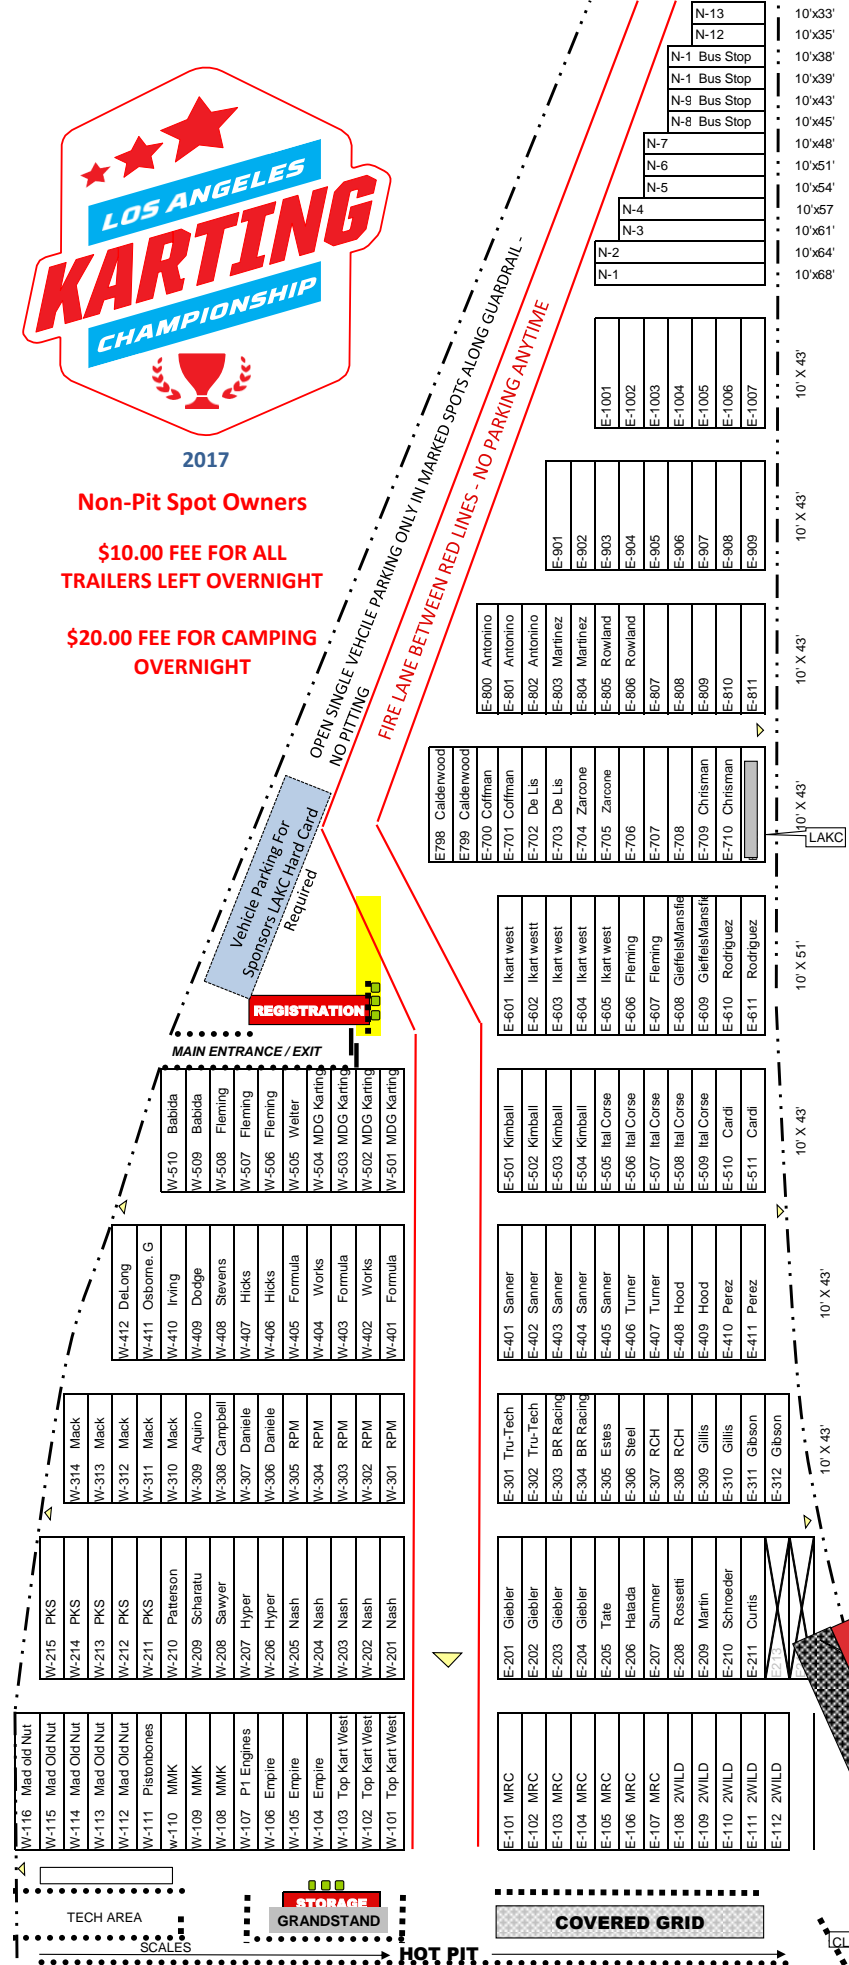 N-13 10'x33'
N-12 10'x35'
N-1 Bus Stop 10'x38'
N-1 Bus Stop 10'x39'
N-9 Bus Stop 10'x43'
N-8 Bus Stop 10'x45'
N-7 10'x48'
N-6 10'x51'
N-5 10'x54'
N-4 10'x57
N-3 10'x61'
N-2 10'x64'
N-1 10'x68'
LOS ANGELES
KARTING
CHAMPIONSHIP
2017
Non-Pit Spot Owners
$10.00 FEE FOR ALL
TRAILERS LEFT OVERNIGHT
$20.00 FEE FOR CAMPING
OVERNIGHT
OPEN SINGLE VEHCILE PARKING ONLY IN MARKED SPOTS ALONG GUARDRAIL -
NO PITTING
FIRE LANE BETWEEN RED LINES - NO PARKING ANYTIME
E-1001
E-1002
E-1003
E-1004
E-1005
E-1006
E-1007
10' X 43'
E-901
E-902
E-903
E-904
E-905
E-906
E-907
E-908
E-909
10' X 43'
E-800 Antonino
E-801 Antonino
E-802 Antonino
E-803 Martinez
E-804 Martinez
E-805 Rowland
E-806 Rowland
E-807
E-808
E-809
E-810
E-811
10' X 43'
E798 Calderwood
E799 Calderwood
E-700 Coffman
E-701 Coffman
E-702 De Lis
E-703 De Lis
E-704 Zarcone
E-705 Zarcone
E-706
E-707
E-708
E-709 Chrisman
E-710 Chrisman
10' X 43'
LAKC
Vehicle Parking For
Sponsors LAKC Hard Card
Required
REGISTRATION
MAIN ENTRANCE / EXIT
E-601 Ikart west
E-602 Ikart westt
E-603 Ikart west
E-604 Ikart west
E-605 Ikart west
E-606 Fleming
E-607 Fleming
E-608 GieffelsMansfie
E-609 GieffelsMansfie
E-610 Rodriguez
E-611 Rodriguez
10' X 51'
W-510 Babida
W-509 Babida
W-508 Fleming
W-507 Fleming
W-506 Fleming
W-505 Welter
W-504 MDG Karting
W-503 MDG Karting
W-502 MDG Karting
W-501 MDG Karting
E-501 Kimball
E-502 Kimball
E-503 Kimball
E-504 Kimball
E-505 Ital Corse
E-506 Ital Corse
E-507 Ital Corse
E-508 Ital Corse
E-509 Ital Corse
E-510 Cardi
E-511 Cardi
10' X 43'
W-412 DeLong
W-411 Osborne. G
W-410 Irving
W-409 Dodge
W-408 Stevens
W-407 Hicks
W-406 Hicks
W-405 Formula
W-404 Works
W-403 Formula
W-402 Works
W-401 Formula
E-401 Sanner
E-402 Sanner
E-403 Sanner
E-404 Sanner
E-405 Sanner
E-406 Turner
E-407 Turner
E-408 Hood
E-409 Hood
E-410 Perez
E-411 Perez
10' X 43'
W-314 Mack
W-313 Mack
W-312 Mack
W-311 Mack
W-310 Mack
W-309 Aquino
W-308 Campbell
W-307 Daniele
W-306 Daniele
W-305 RPM
W-304 RPM
W-303 RPM
W-302 RPM
W-301 RPM
E-301 Tru-Tech
E-302 Tru-Tech
E-303 BR Racing
E-304 BR Racing
E-305 Estes
E-306 Steel
E-307 RCH
E-308 RCH
E-309 Gillis
E-310 Gillis
E-311 Gibson
E-312 Gibson
10' X 43'
W-215 PKS
W-214 PKS
W-213 PKS
W-212 PKS
W-211 PKS
W-210 Patterson
W-209 Scharatu
W-208 Sawyer
W-207 Hyper
W-206 Hyper
W-205 Nash
W-204 Nash
W-203 Nash
W-202 Nash
W-201 Nash
E-201 Giebler
E-202 Giebler
E-203 Giebler
E-204 Giebler
E-205 Tate
E-206 Hatada
E-207 Sumner
E-208 Rossetti
E-209 Martin
E-210 Schroeder
E-211 Curtis
E213
W-116 Mad old Nut
W-115 Mad Old Nut
W-114 Mad Old Nut
W-113 Mad Old Nut
W-112 Mad Old Nut
W-111 Pistonbones
w-110 MMK
W-109 MMK
W-108 MMK
W-107 P1 Engines
W-106 Empire
W-105 Empire
W-104 Empire
W-103 Top Kart West
W-102 Top Kart West
W-101 Top Kart West
E-101 MRC
E-102 MRC
E-103 MRC
E-104 MRC
E-105 MRC
E-106 MRC
E-107 MRC
E-108 2WILD
E-109 2WILD
E-110 2WILD
E-111 2WILD
E-112 2WILD
TECH AREA
STORAGE
GRANDSTAND
COVERED GRID
SCALES
HOT PIT
CL